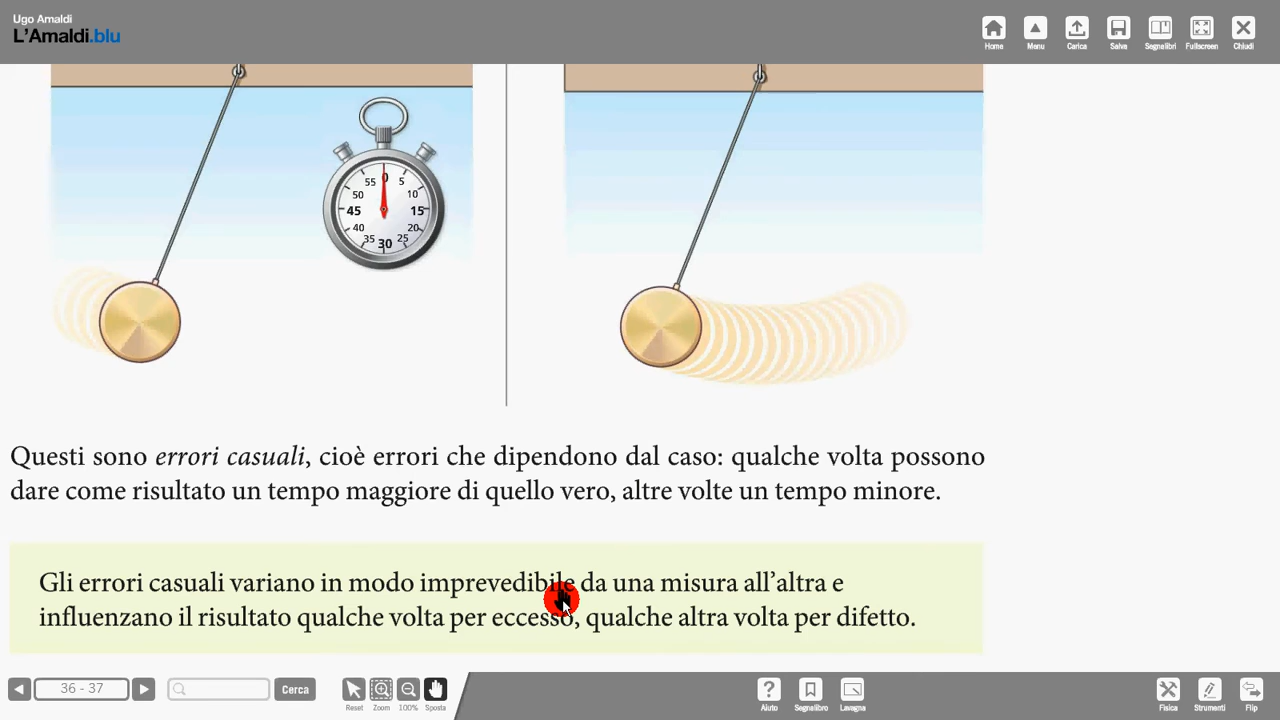 Ugo Amaldi
L'Amaldi.blu
Home Menu Carica Salva Segnalibri Fullscreen Chiudi
55 0 5
50 10
45 15
40 20
35 30 25
Questi sono errori casuali, cioè errori che dipendono dal caso: qualche volta possono
dare come risultato un tempo maggiore di quello vero, altre volte un tempo minore.
Gli errori casuali variano in modo imprevedibile da una misura all'altra e
influenzano il risultato qualche volta per eccesso, qualche altra volta per difetto.
36 - 37 Cerca
Reset Zoom 100% Sposta
Aiuto Segnalibro Lavagna
Fisica Strumenti Flip